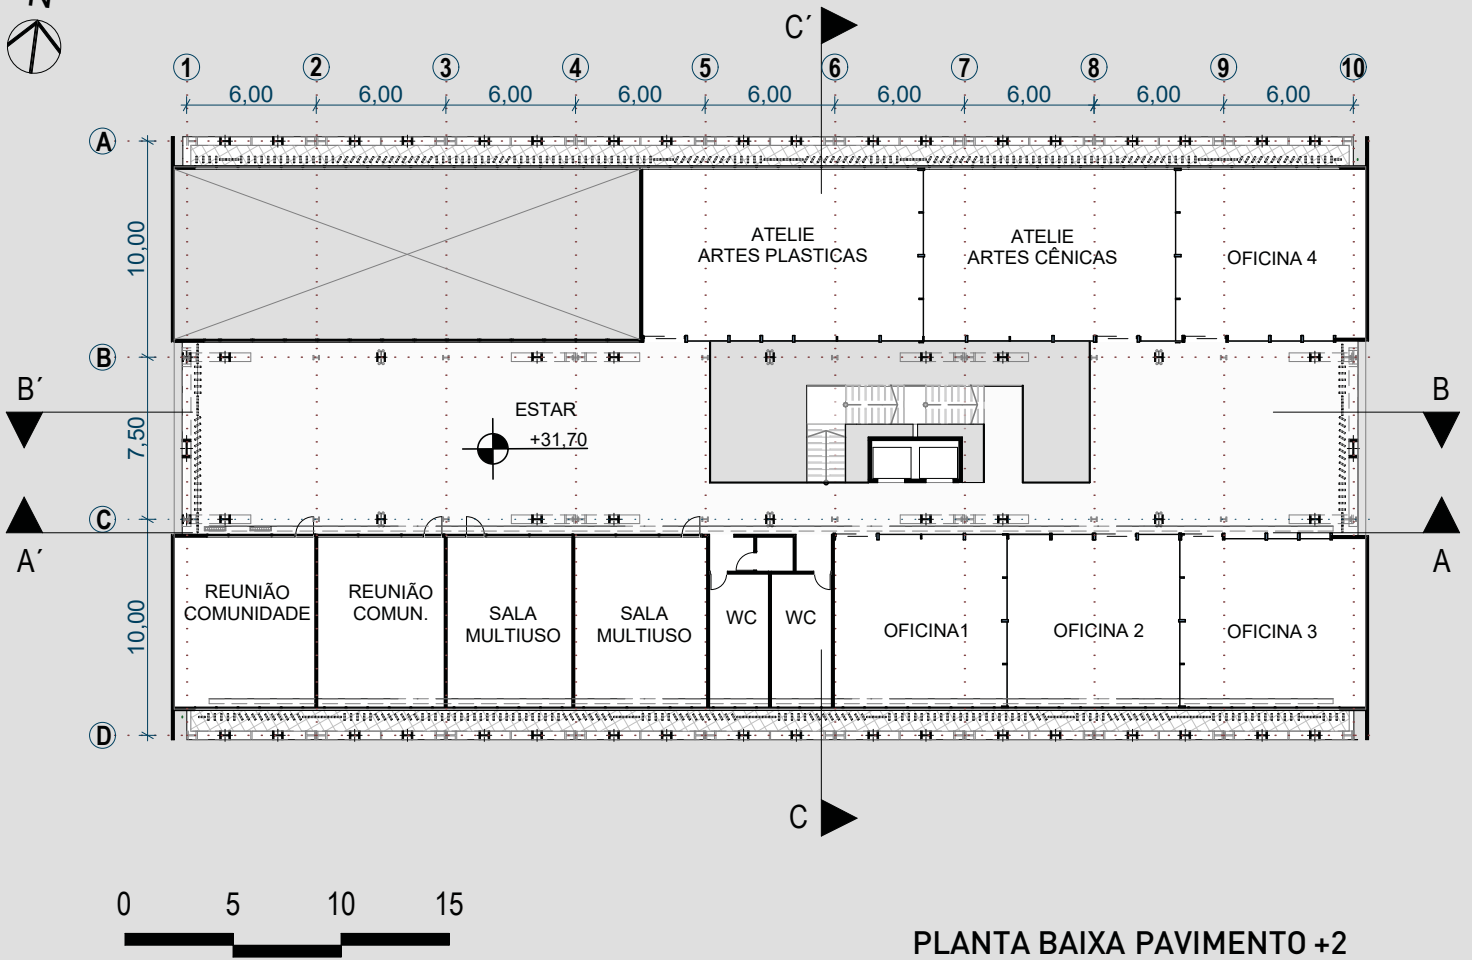 N
C´
1 2 3 4 5 6 7 8 9 10
6,00 6,00 6,00 6,00 6,00 6,00 6,00 6,00 6,00
A
10,00
ATELIE
ARTES PLASTICAS
ATELIE
ARTES CÊNICAS
OFICINA 4
B
B´
B
7,50
ESTAR
+31,70
C
A´
A
10,00
REUNIÃO
COMUNIDADE
REUNIÃO
COMUN.
SALA
MULTIUSO
SALA
MULTIUSO
WC
WC
OFICINA1
OFICINA 2
OFICINA 3
D
C
0 5 10 15
PLANTA BAIXA PAVIMENTO +2